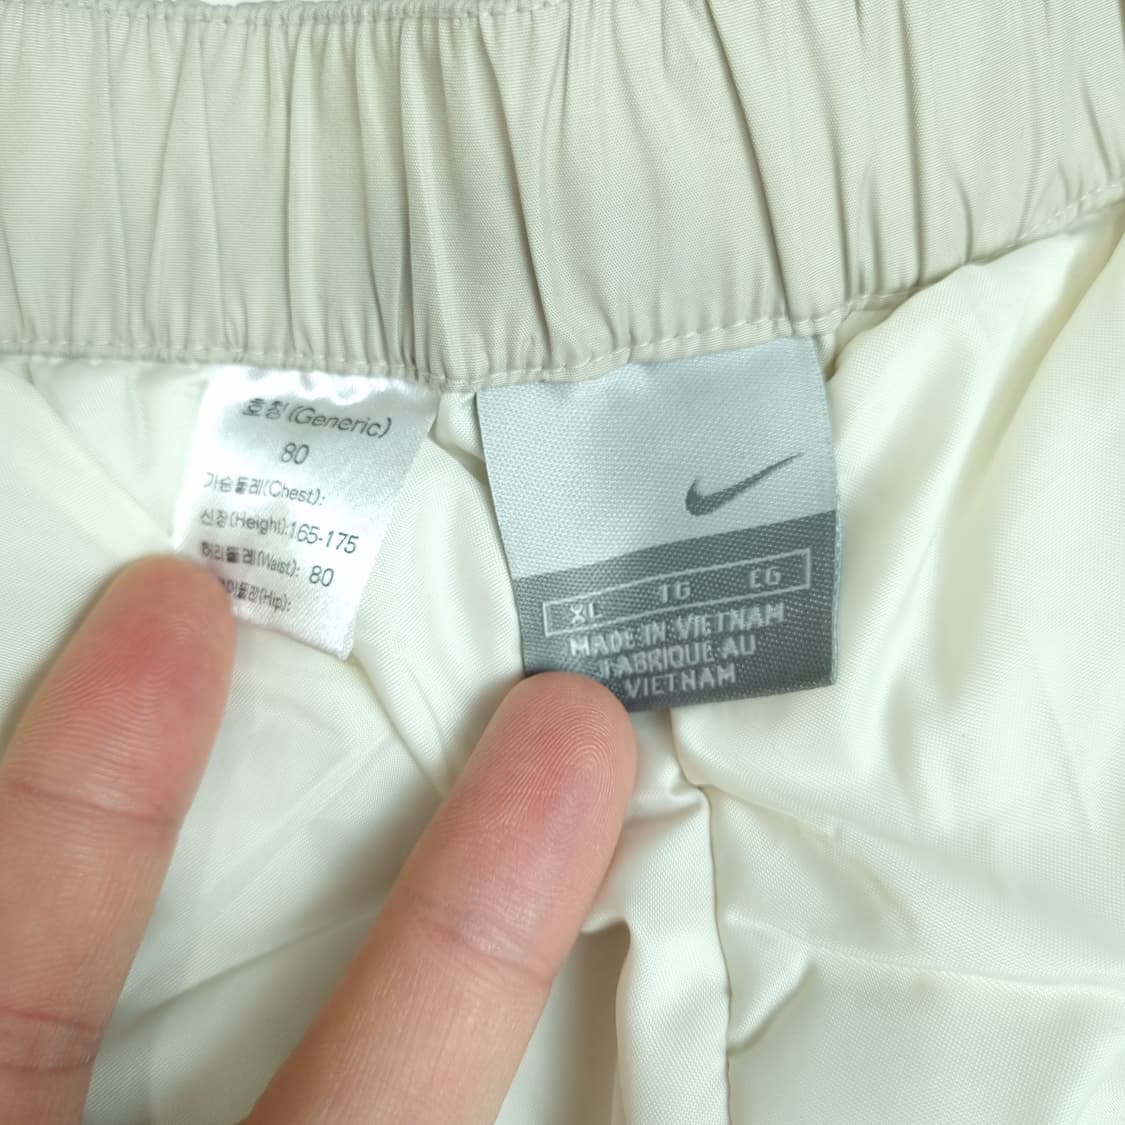 호칭(Generic)
80
가슴둘레(Chest):
신장(Height):165-175
허리둘레(Waist): 80
(Hip):
XL TG EG
MADE IN VIETNAM
FABRIQUE AU
VIETNAM